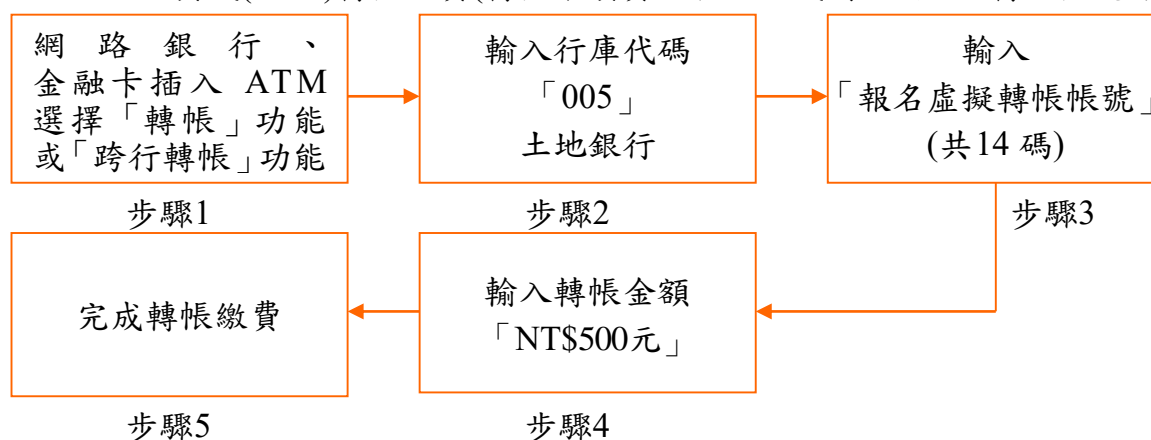 網路銀行、
金融卡插入 ATM
選擇「轉帳」功能
或「跨行轉帳」功能
步驟1
輸入行庫代碼
「005」
土地銀行
步驟2
輸入
「報名虛擬轉帳帳號」
(共14 碼)
步驟3
輸入轉帳金額
「NT$500元」
步驟4
完成轉帳繳費
步驟5